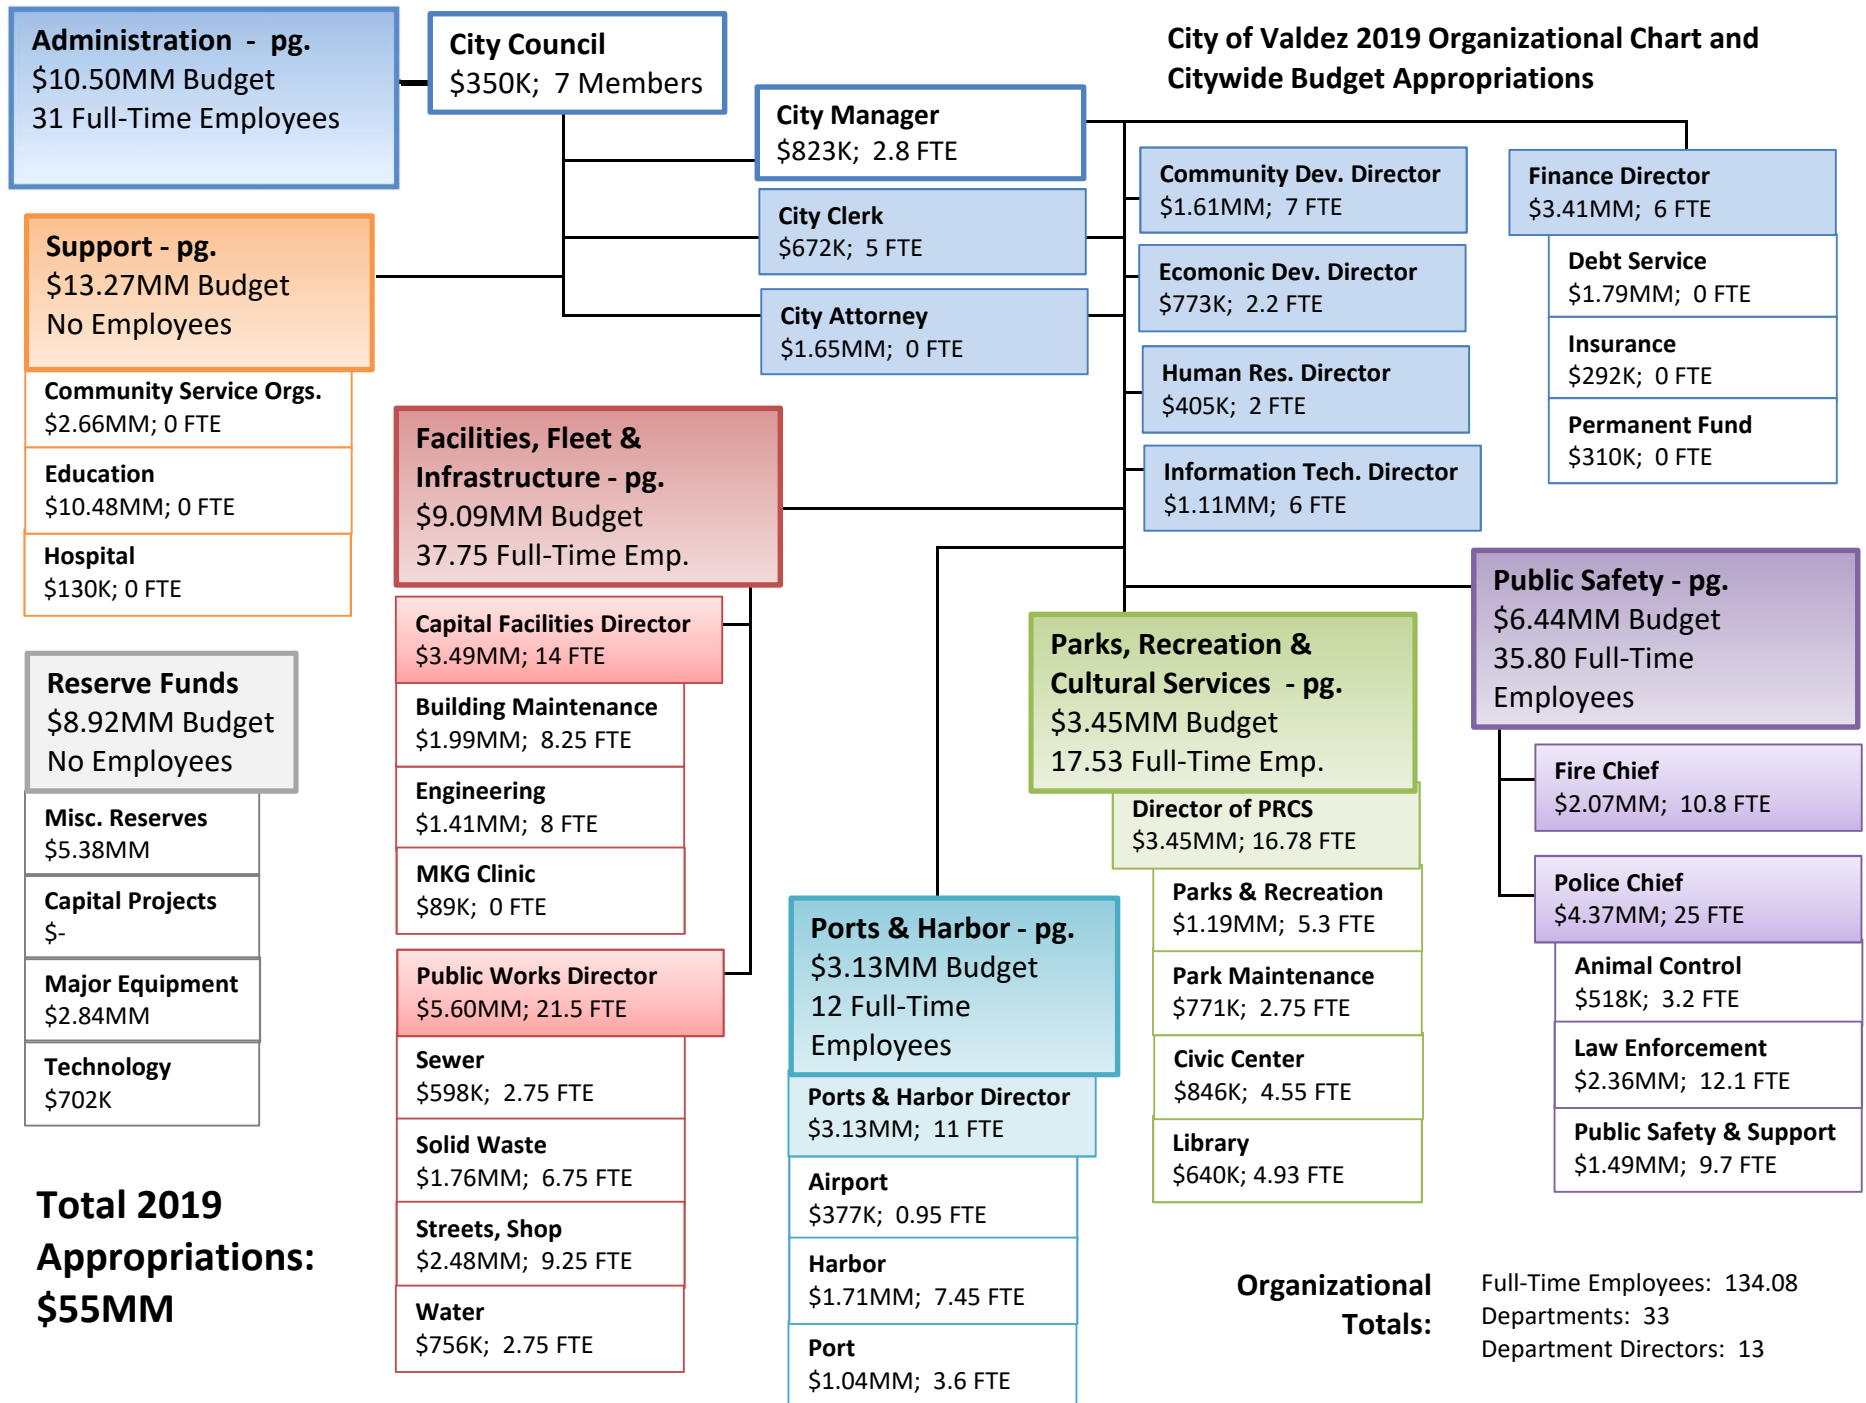 City of Valdez 2019 Organizational Chart and
Citywide Budget Appropriations
Administration - pg.
$10.50MM Budget
31 Full-Time Employees
City Council
$350K; 7 Members
City Manager
$823K; 2.8 FTE
City Clerk
$672K; 5 FTE
City Attorney
$1.65MM; 0 FTE
Community Dev. Director
$1.61MM; 7 FTE
Ecomonic Dev. Director
$773K; 2.2 FTE
Human Res. Director
$405K; 2 FTE
Information Tech. Director
$1.11MM; 6 FTE
Finance Director
$3.41MM; 6 FTE
Debt Service
$1.79MM; 0 FTE
Insurance
$292K; 0 FTE
Permanent Fund
$310K; 0 FTE
Support - pg.
$13.27MM Budget
No Employees
Community Service Orgs.
$2.66MM; 0 FTE
Education
$10.48MM; 0 FTE
Hospital
$130K; 0 FTE
Reserve Funds
$8.92MM Budget
No Employees
Misc. Reserves
$5.38MM
Capital Projects
$-
Major Equipment
$2.84MM
Technology
$702K
Facilities, Fleet &
Infrastructure - pg.
$9.09MM Budget
37.75 Full-Time Emp.
Capital Facilities Director
$3.49MM; 14 FTE
Building Maintenance
$1.99MM; 8.25 FTE
Engineering
$1.41MM; 8 FTE
MKG Clinic
$89K; 0 FTE
Public Works Director
$5.60MM; 21.5 FTE
Sewer
$598K; 2.75 FTE
Solid Waste
$1.76MM; 6.75 FTE
Streets, Shop
$2.48MM; 9.25 FTE
Water
$756K; 2.75 FTE
Ports & Harbor - pg.
$3.13MM Budget
12 Full-Time
Employees
Ports & Harbor Director
$3.13MM; 11 FTE
Airport
$377K; 0.95 FTE
Harbor
$1.71MM; 7.45 FTE
Port
$1.04MM; 3.6 FTE
Parks, Recreation &
Cultural Services - pg.
$3.45MM Budget
17.53 Full-Time Emp.
Director of PRCS
$3.45MM; 16.78 FTE
Parks & Recreation
$1.19MM; 5.3 FTE
Park Maintenance
$771K; 2.75 FTE
Civic Center
$846K; 4.55 FTE
Library
$640K; 4.93 FTE
Public Safety - pg.
$6.44MM Budget
35.80 Full-Time
Employees
Fire Chief
$2.07MM; 10.8 FTE
Police Chief
$4.37MM; 25 FTE
Animal Control
$518K; 3.2 FTE
Law Enforcement
$2.36MM; 12.1 FTE
Public Safety & Support
$1.49MM; 9.7 FTE
Total 2019
Appropriations:
$55MM
Organizational
Totals:
Full-Time Employees: 134.08
Departments: 33
Department Directors: 13